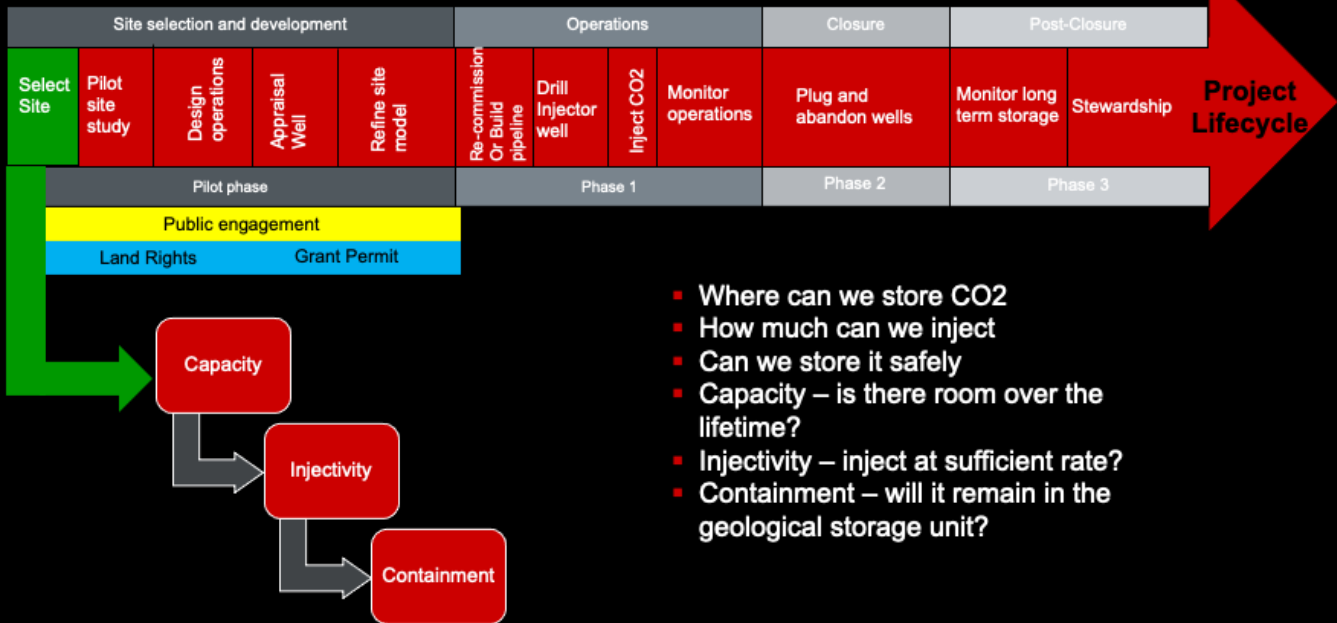 Site selection and development
Operations
Closure
Post-Closure
Select
Site
Pilot
site
study
Design
operations
Appraisal
Well
Refine site
model
Re-commission
Or Build
pipeline
Drill
Injector
well
Inject CO2
Monitor
operations
Plug and
abandon wells
Monitor long
term storage
Stewardship
Project
Lifecycle
Pilot phase
Phase 1
Phase 2
Phase 3
Public engagement
Land Rights
Grant Permit
Capacity
Injectivity
Containment
▪ Where can we store CO2
▪ How much can we inject
▪ Can we store it safely
▪ Capacity – is there room over the
lifetime?
▪ Injectivity – inject at sufficient rate?
▪ Containment – will it remain in the
geological storage unit?